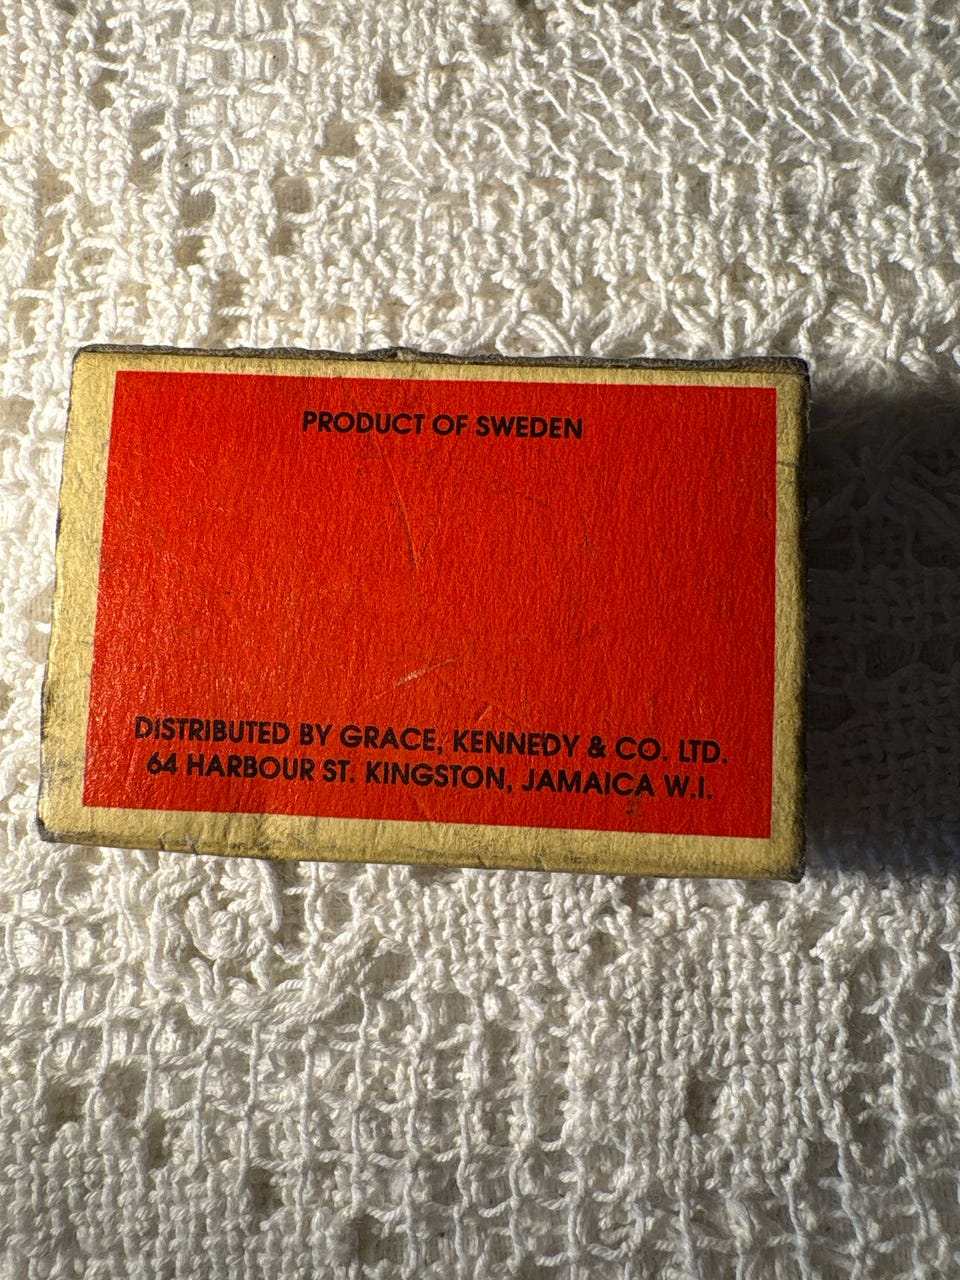 PRODUCT OF SWEDEN
DISTRIBUTED BY GRACE, KENNEDY & CO. LTD.
64 HARBOUR ST. KINGSTON, JAMAICA W.I.